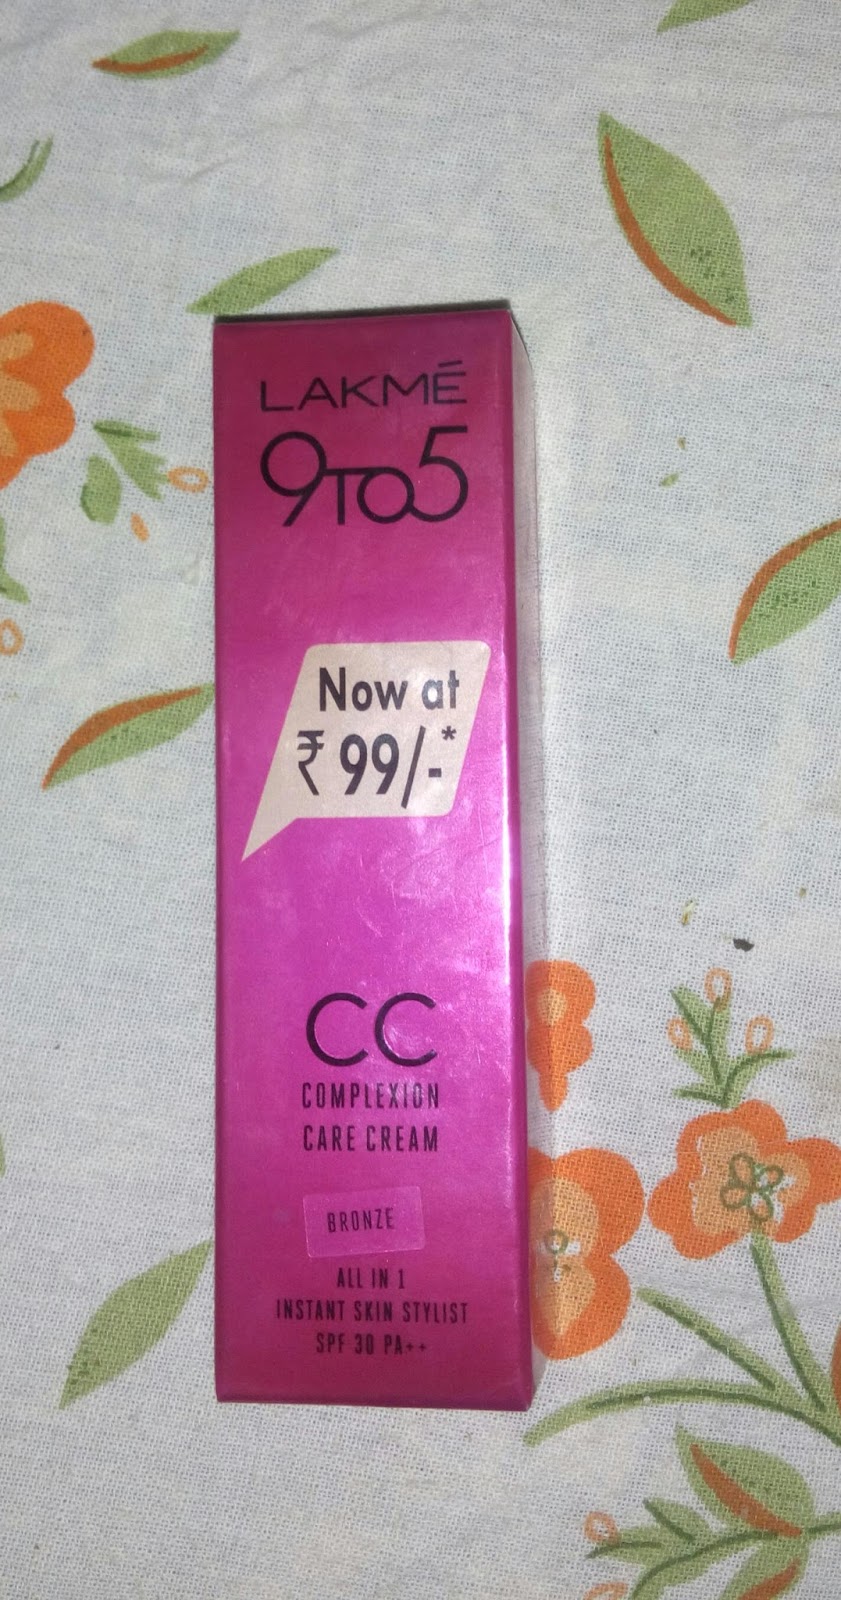 LAKMÉ
9TO5
Now at
₹ 99/-*
CC
COMPLEXION
CARE CREAM
BRONZE
ALL IN 1
INSTANT SKIN STYLIST
SPF 30 PA++